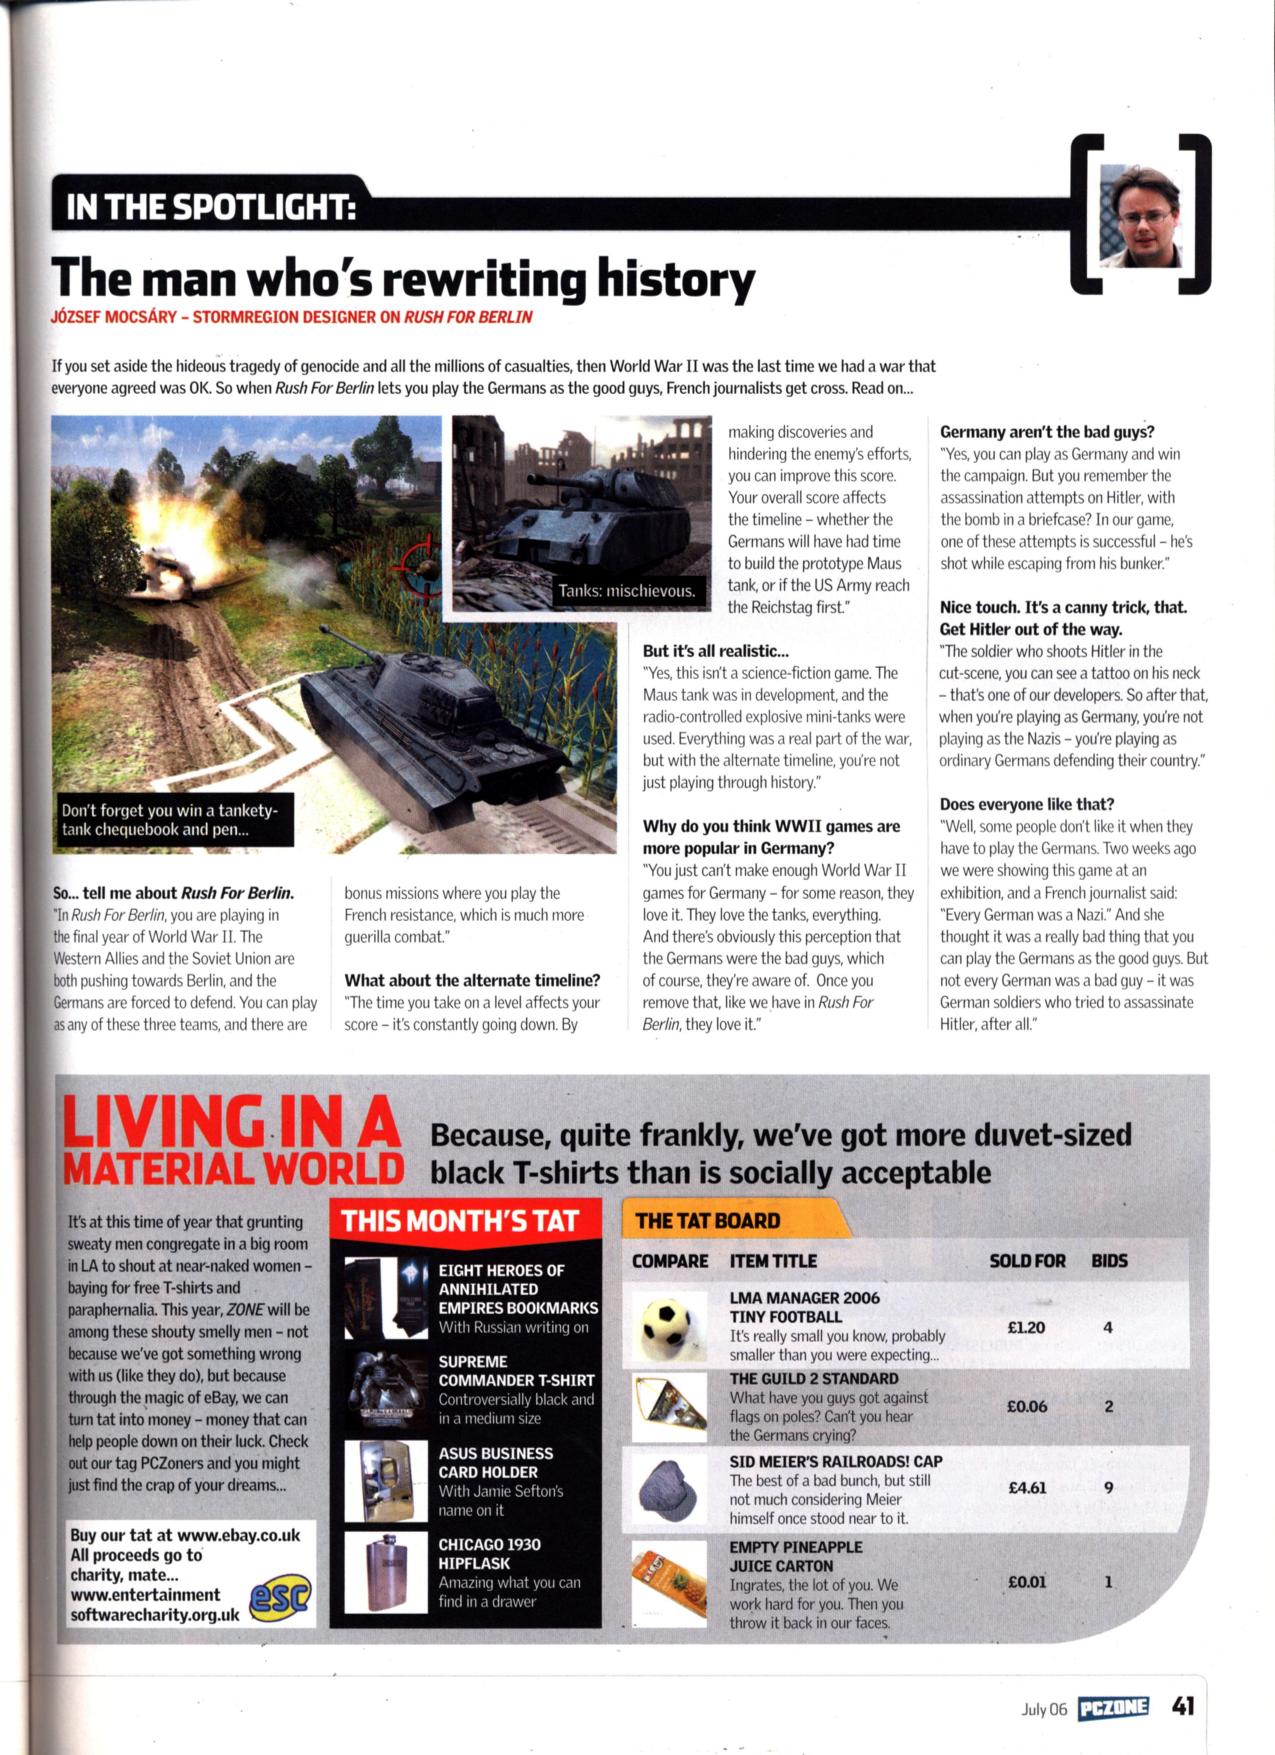 IN THE SPOTLIGHT:
The man who's rewriting history
JÓZSEF MOCSÁRY – STORMREGION DESIGNER ON RUSH FOR BERLIN
If you set aside the hideous tragedy of genocide and all the millions of casualties, then World War II was the last time we had a war that
everyone agreed was OK. So when Rush For Berlin lets you play the Germans as the good guys, French journalists get cross. Read on...
Tanks: mischievous.
Don't forget you win a tankety-
tank chequebook and pen...
So... tell me about Rush For Berlin.
"In Rush For Berlin, you are playing in
the final year of World War II. The
Western Allies and the Soviet Union are
both pushing towards Berlin, and the
Germans are forced to defend. You can play
as any of these three teams, and there are
bonus missions where you play the
French resistance, which is much more
guerilla combat."
What about the alternate timeline?
"The time you take on a level affects your
score – it's constantly going down. By
making discoveries and
hindering the enemy's efforts,
you can improve this score.
Your overall score affects
the timeline – whether the
Germans will have had time
to build the prototype Maus
tank, or if the US Army reach
the Reichstag first."
But it's all realistic...
"Yes, this isn't a science-fiction game. The
Maus tank was in development, and the
radio-controlled explosive mini-tanks were
used. Everything was a real part of the war,
but with the alternate timeline, you're not
just playing through history."
Why do you think WWII games are
more popular in Germany?
"You just can't make enough World War II
games for Germany – for some reason, they
love it. They love the tanks, everything.
And there's obviously this perception that
the Germans were the bad guys, which
of course, they're aware of. Once you
remove that, like we have in Rush For
Berlin, they love it."
Germany aren't the bad guys?
"Yes, you can play as Germany and win
the campaign. But you remember the
assassination attempts on Hitler, with
the bomb in a briefcase? In our game,
one of these attempts is successful – he's
shot while escaping from his bunker."
Nice touch. It's a canny trick, that.
Get Hitler out of the way.
"The soldier who shoots Hitler in the
cut-scene, you can see a tattoo on his neck
– that's one of our developers. So after that,
when you're playing as Germany, you're not
playing as the Nazis – you're playing as
ordinary Germans defending their country."
Does everyone like that?
"Well, some people don't like it when they
have to play the Germans. Two weeks ago
we were showing this game at an
exhibition, and a French journalist said:
"Every German was a Nazi." And she
thought it was a really bad thing that you
can play the Germans as the good guys. But
not every German was a bad guy – it was
German soldiers who tried to assassinate
Hitler, after all."
LIVING IN A
MATERIAL WORLD
Because, quite frankly, we've got more duvet-sized
black T-shirts than is socially acceptable
It's at this time of year that grunting
sweaty men congregate in a big room
in LA to shout at near-naked women –
baying for free T-shirts and
paraphernalia. This year, ZONE will be
among these shouty smelly men – not
because we've got something wrong
with us (like they do), but because
through the magic of eBay, we can
turn tat into money – money that can
help people down on their luck. Check
out our tag PCZoners and you might
just find the crap of your dreams...
Buy our tat at www.ebay.co.uk
All proceeds go to
charity, mate...
www.entertainment
softwarecharity.org.uk
esc
THIS MONTH'S TAT
EIGHT HEROES OF
ANNIHILATED
EMPIRES BOOKMARKS
With Russian writing on
SUPREME
COMMANDER T-SHIRT
Controversially black and
in a medium size
ASUS BUSINESS
CARD HOLDER
With Jamie Sefton's
name on it
CHICAGO 1930
HIPFLASK
Amazing what you can
find in a drawer
THE TAT BOARD
COMPARE ITEM TITLE SOLD FOR BIDS
LMA MANAGER 2006
TINY FOOTBALL
It's really small you know, probably
smaller than you were expecting...
£1.20 4
THE GUILD 2 STANDARD
What have you guys got against
flags on poles? Can't you hear
the Germans crying?
£0.06 2
SID MEIER'S RAILROADS! CAP
The best of a bad bunch, but still
not much considering Meier
himself once stood near to it.
£4.61 9
EMPTY PINEAPPLE
JUICE CARTON
Ingrates, the lot of you. We
work hard for you. Then you
throw it back in our faces.
£0.01 1
July 06 PCZONE 41